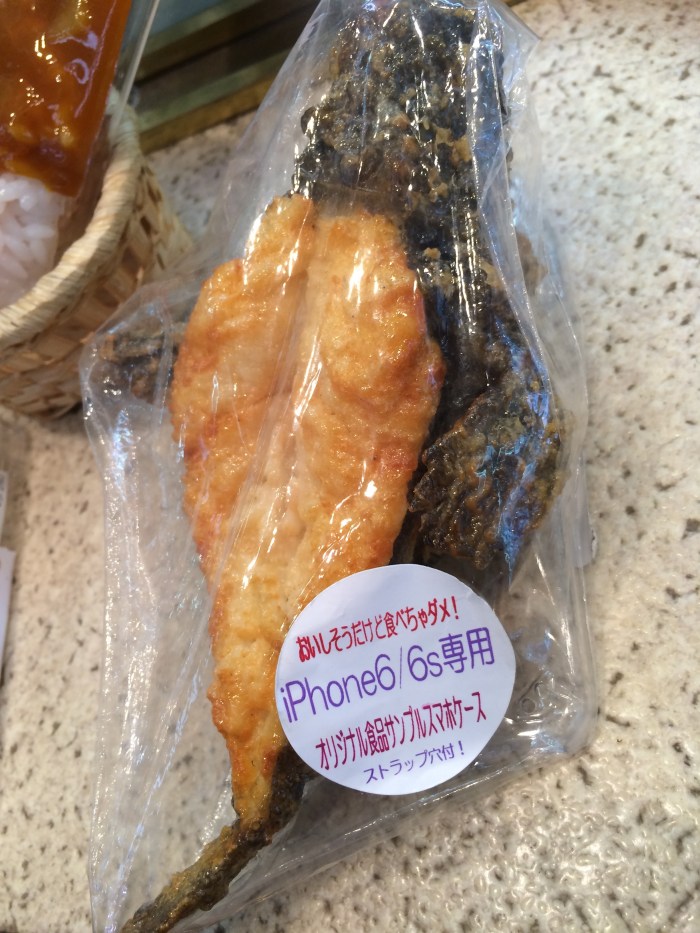 おいしそうだけど食べちゃダメ！
iPhone6/6s専用
オリジナル食品サンプルスマホケース
ストラップ穴付！